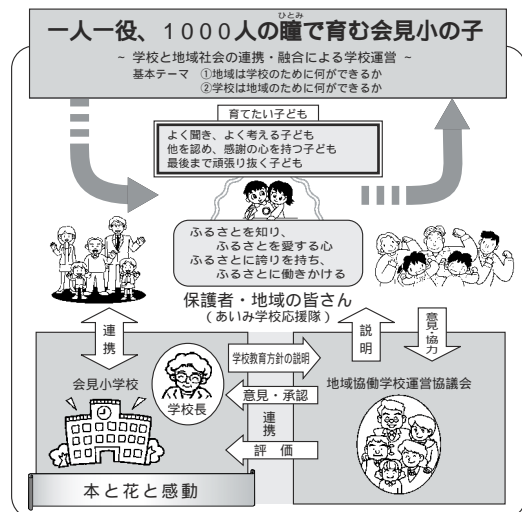 一人一役、1000人の瞳で育む会見小の子
ひとみ
~ 学校と地域社会の連携・融合による学校運営 ~
基本テーマ ①地域は学校のために何ができるか
②学校は地域のために何ができるか
育てたい子ども
よく聞き、よく考える子ども
他を認め、感謝の心を持つ子ども
最後まで頑張り抜く子ども
ふるさとを知り、
ふるさとを愛する心
ふるさとに誇りを持ち、
ふるさとに働きかける
保護者・地域の皆さん
(あいみ学校応援隊)
連携
説明
意見・協力
会見小学校
学校長
学校教育方針の説明
意見・承認
連携
評価
地域協働学校運営協議会
本と花と感動